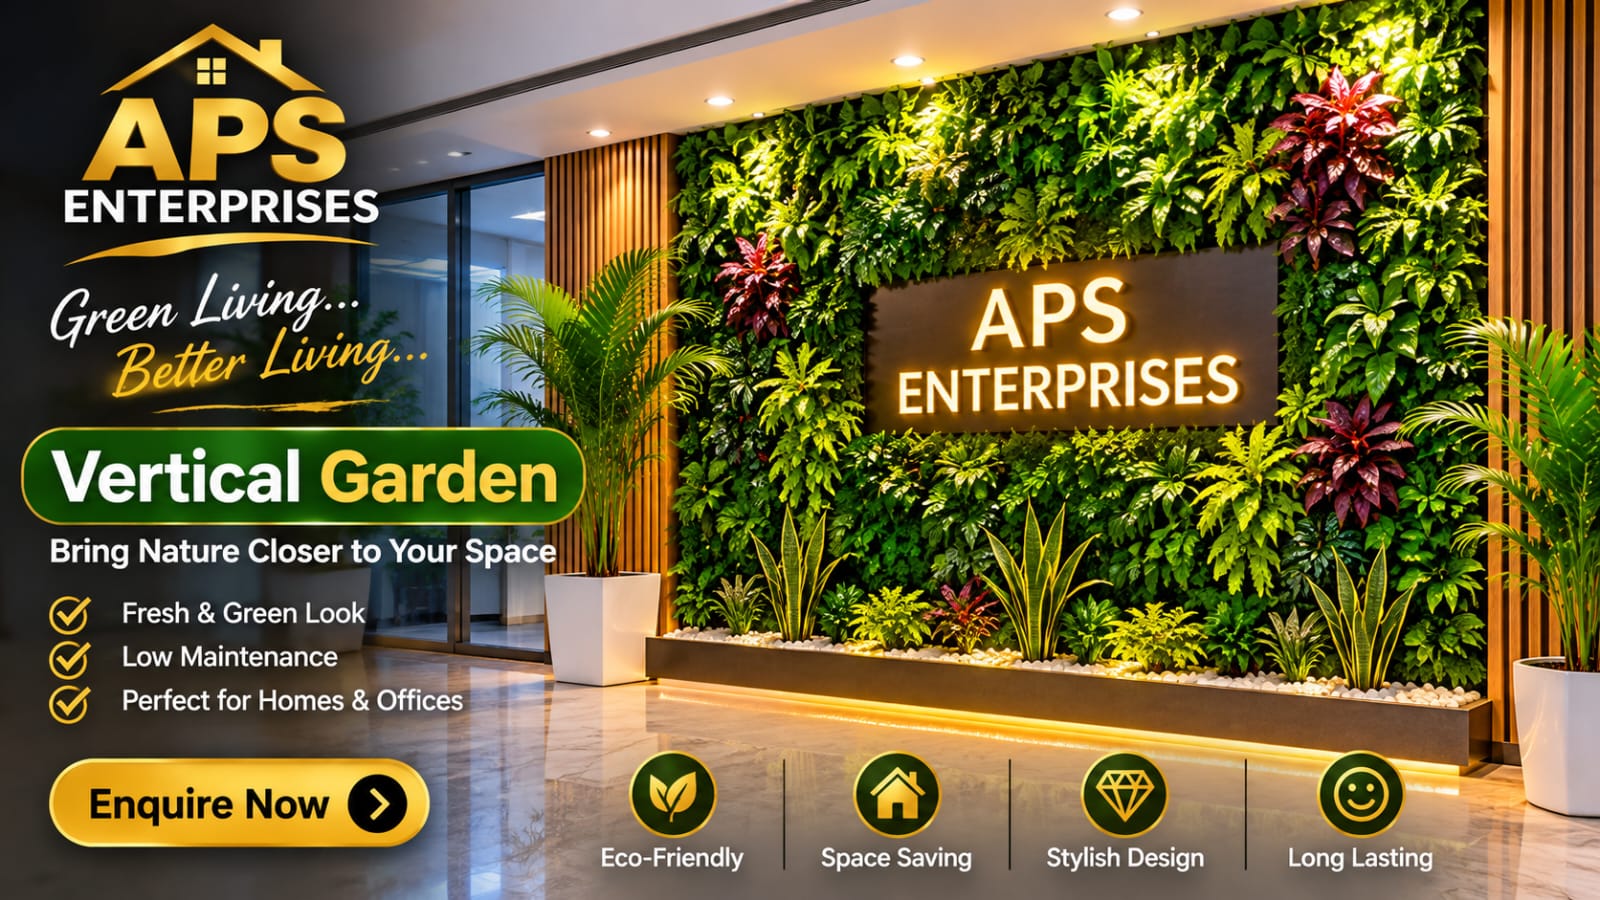 APS
ENTERPRISES
Green Living...
Better Living...
Vertical Garden
Bring Nature Closer to Your Space
Fresh & Green Look
Low Maintenance
Perfect for Homes & Offices
Enquire Now
APS
ENTERPRISES
Eco-Friendly
Space Saving
Stylish Design
Long Lasting